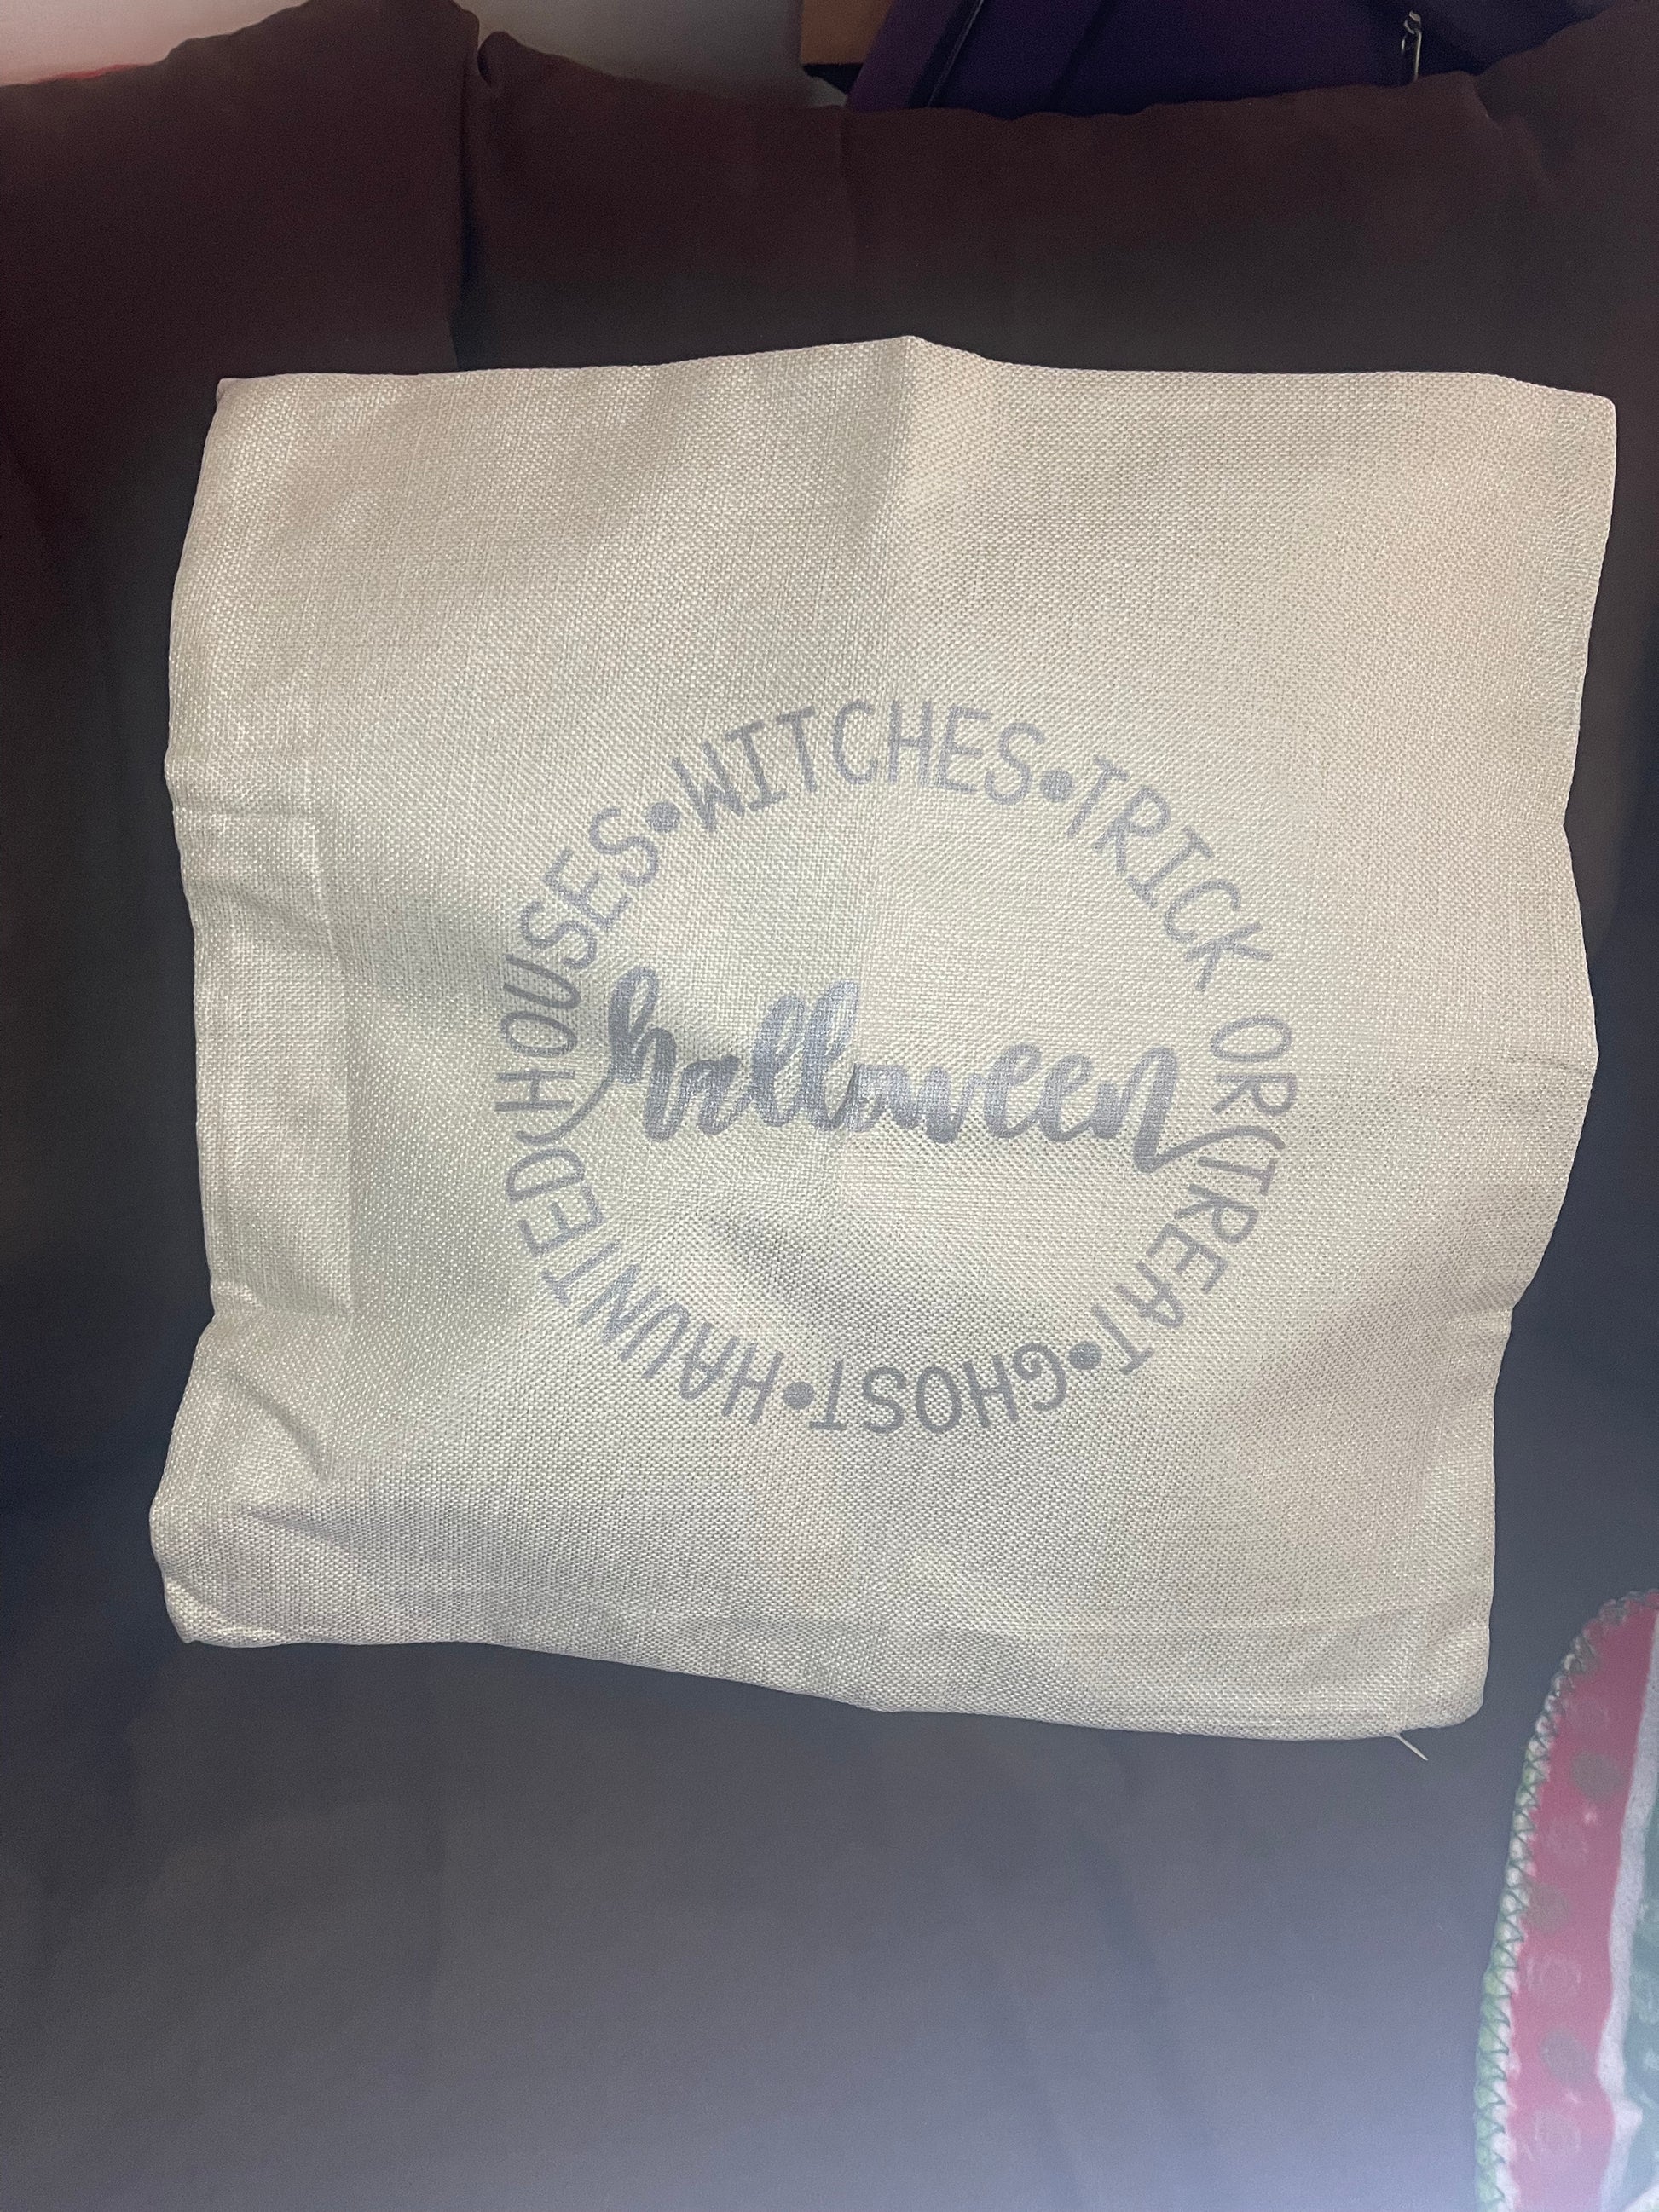 WITCHES•TRICK OR TREAT•GHOST•HAUNTED HOUSES•
halloween